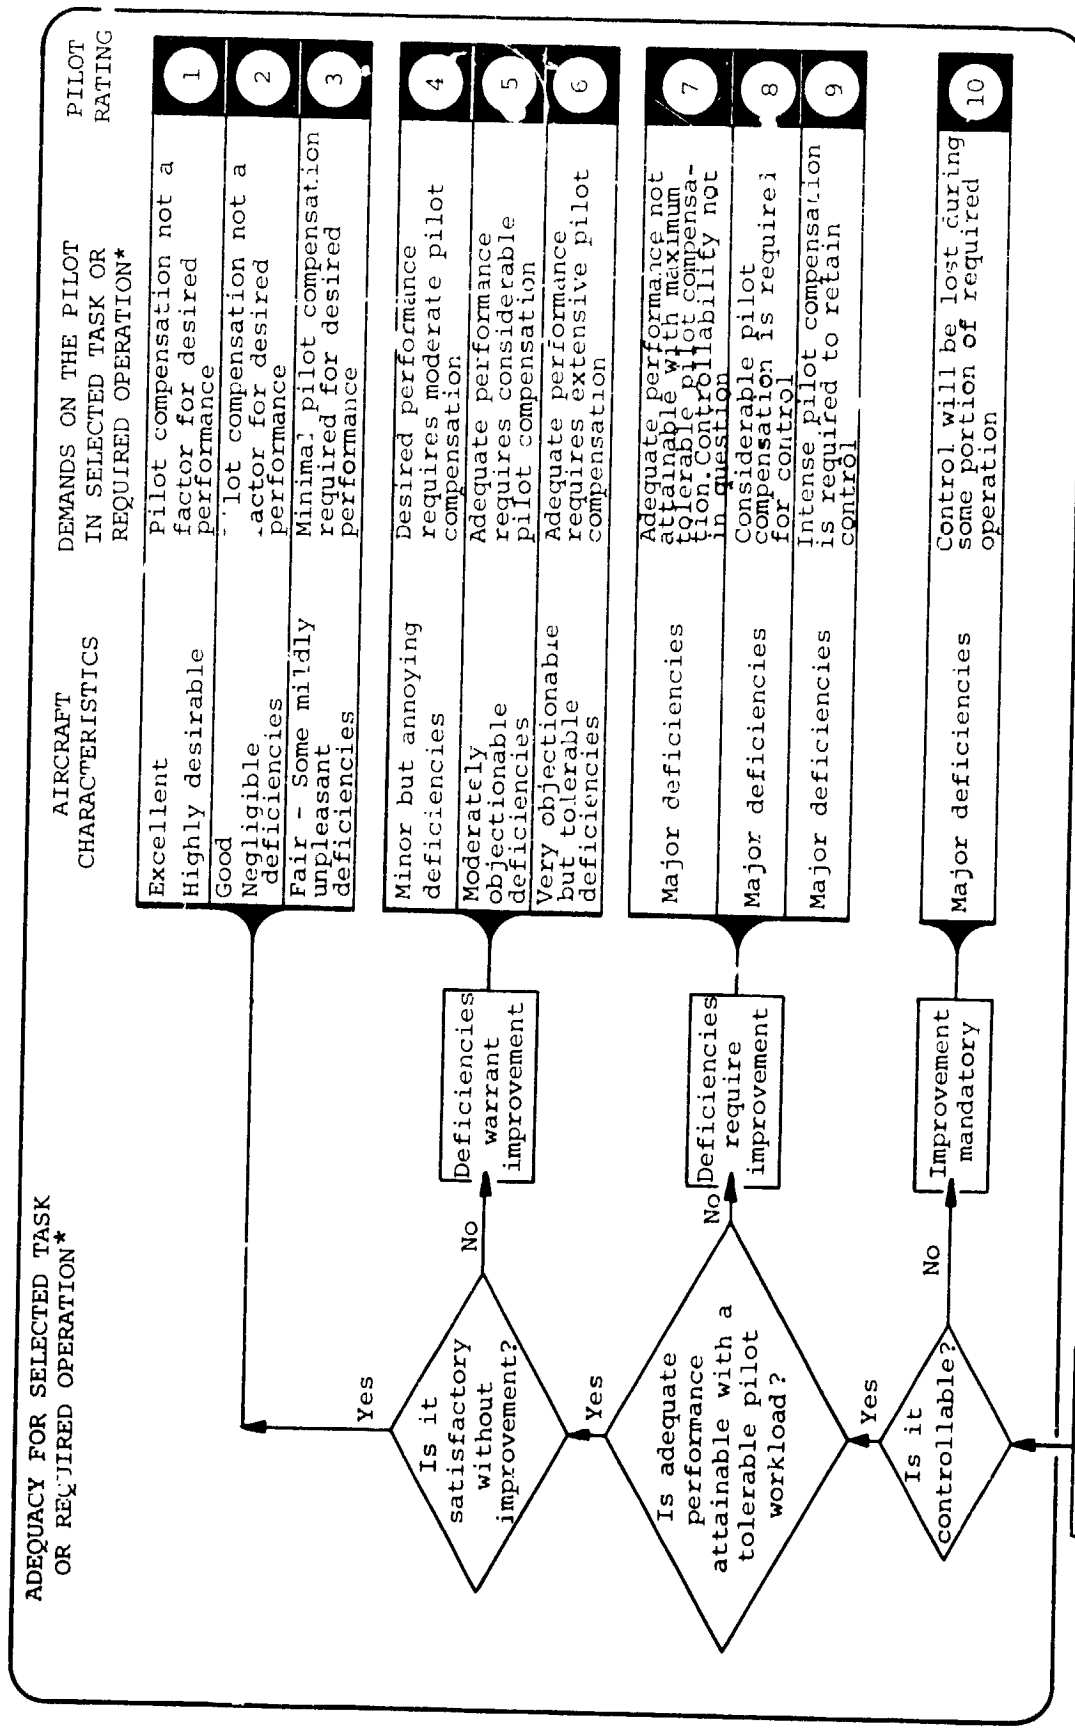 ADEQUACY FOR SELECTED TASK
OR REQUIRED OPERATION*
AIRCRAFT
CHARACTERISTICS
DEMANDS ON THE PILOT
IN SELECTED TASK OR
REQUIRED OPERATION*
PILOT
RATING
Excellent
Highly desirable
Pilot compensation not a
factor for desired
performance
1
Good
Negligible
deficiencies
lot compensation not a
actor for desired
performance
2
Fair - Some mildly
unpleasant
deficiencies
Minimal pilot compensation
required for desired
performance
3
Is it
satisfactory
without
improvement?
Yes
No
Deficiencies
warrant
improvement
Minor but annoying
deficiencies
Desired performance
requires moderate pilot
compensation
4
Moderately
objectionable
deficiencies
Adequate performance
requires considerable
pilot compensation
5
Very objectionable
but tolerable
deficiencies
Adequate performance
requires extensive pilot
compensation
6
Is adequate
performance
attainable with a
tolerable pilot
workload?
Yes
No
Deficiencies
require
improvement
Major deficiencies
Adequate performance not
attainable with maximum
tolerable pilot compensa-
tion. Controllability not
in question
7
Major deficiencies
Considerable pilot
compensation is required
for control
8
Major deficiencies
Intense pilot compensation
is required to retain
control
9
Is it
controllable?
Yes
No
Improvement
mandatory
Major deficiencies
Control will be lost during
some portion of required
operation
10